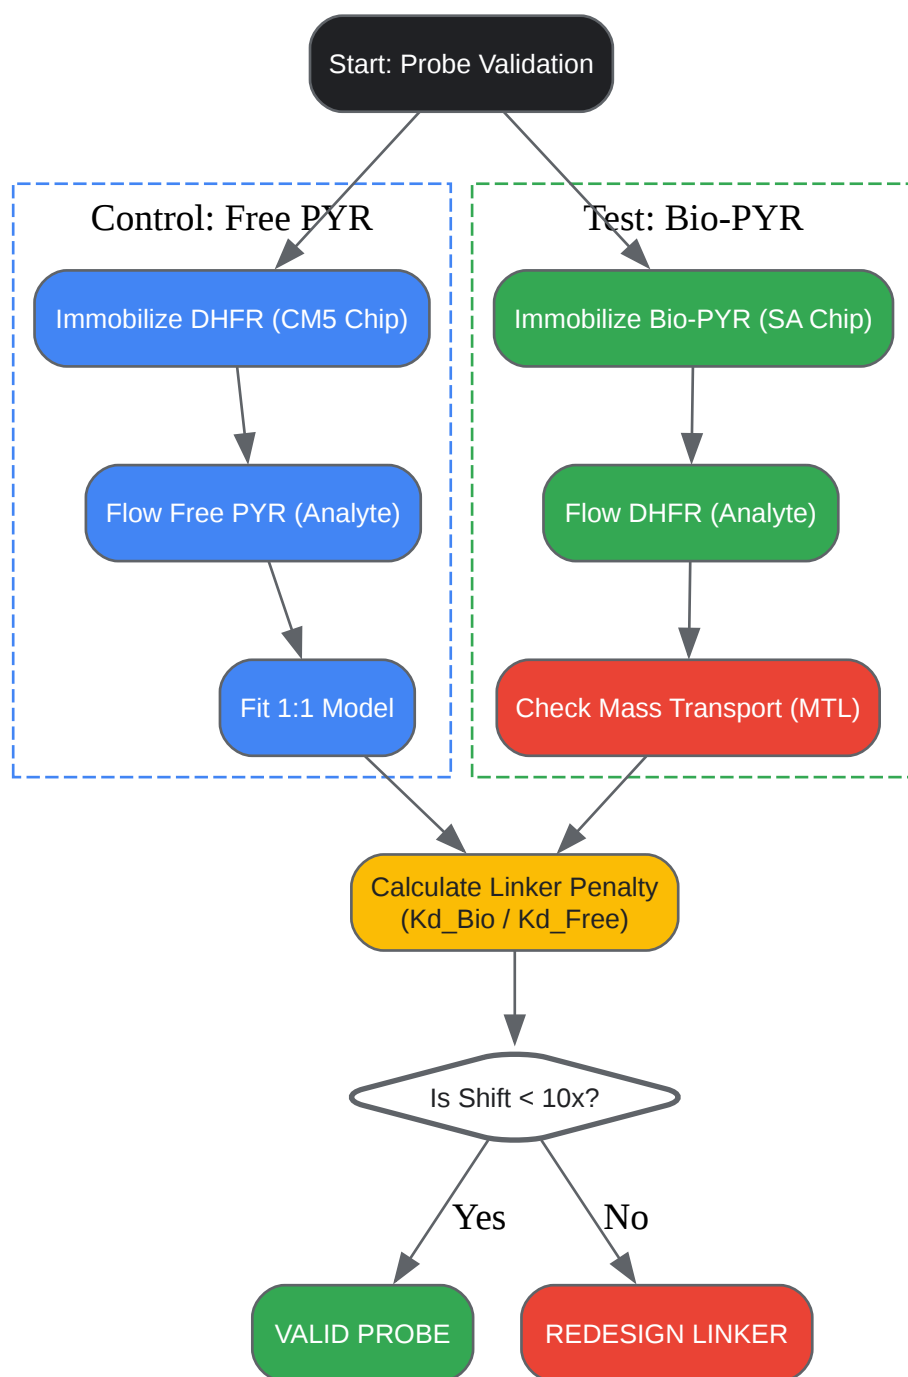 Start: Probe Validation
Control: Free PYR
Test: Bio-PYR
Immobilize DHFR (CM5 Chip)
Immobilize Bio-PYR (SA Chip)
Flow Free PYR (Analyte)
Flow DHFR (Analyte)
Fit 1:1 Model
Check Mass Transport (MTL)
Calculate Linker Penalty
(Kd_Bio / Kd_Free)
Is Shift < 10x?
Yes
No
VALID PROBE
REDESIGN LINKER